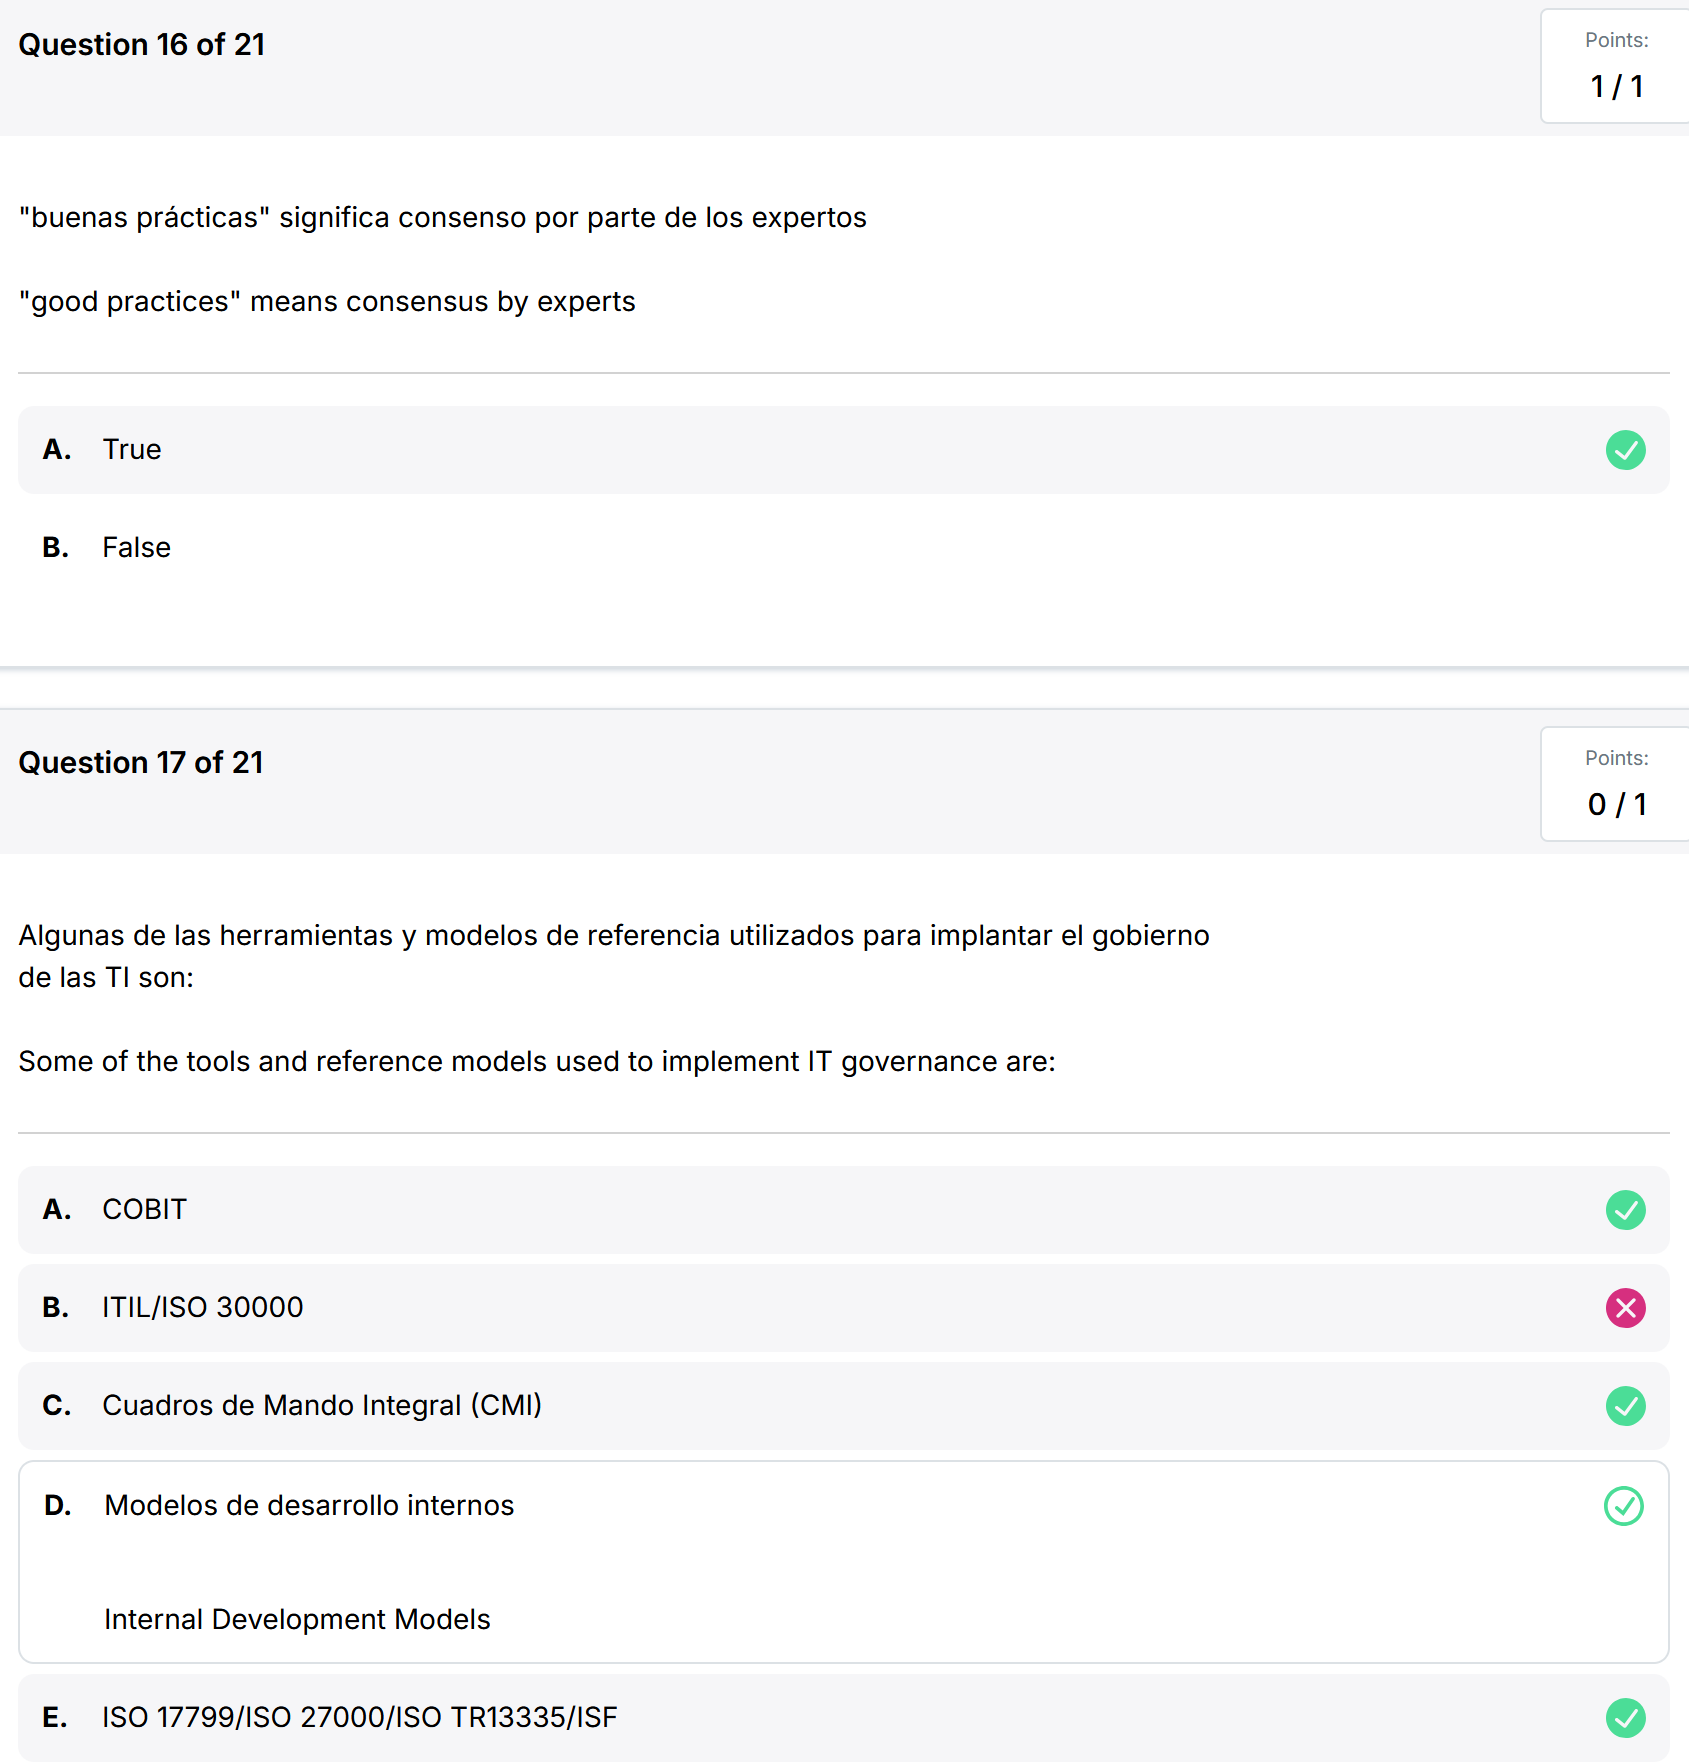 Question 16 of 21
Points:
1 / 1
"buenas prácticas" significa consenso por parte de los expertos
"good practices" means consensus by experts
A. True
B. False
Question 17 of 21
Points:
0 / 1
Algunas de las herramientas y modelos de referencia utilizados para implantar el gobierno
de las TI son:
Some of the tools and reference models used to implement IT governance are:
A. COBIT
B. ITIL/ISO 30000
C. Cuadros de Mando Integral (CMI)
D. Modelos de desarrollo internos
Internal Development Models
E. ISO 17799/ISO 27000/ISO TR13335/ISF